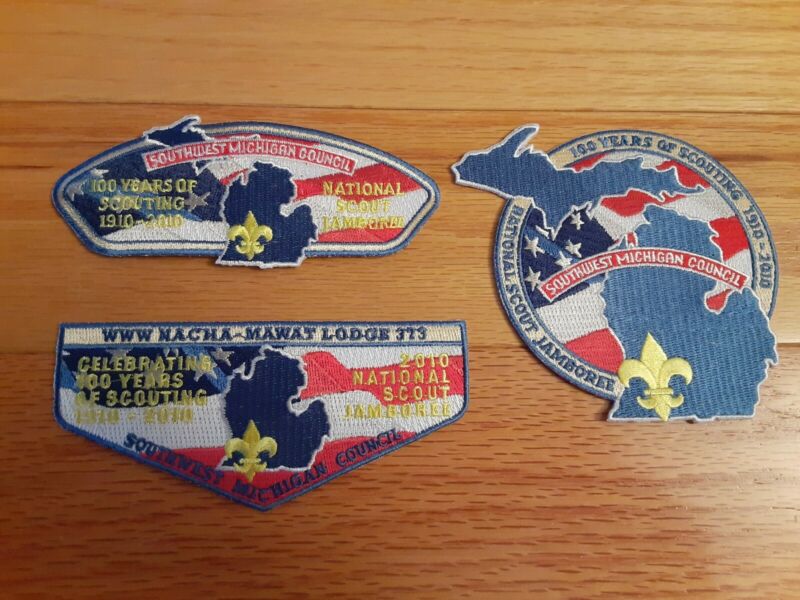 SOUTHWEST MICHIGAN COUNCIL
100 YEARS OF
SCOUTING
1910-2010
NATIONAL
SCOUT
JAMBOREE
100 YEARS OF SCOUTING 1910-2010
SOUTHWEST MICHIGAN COUNCIL
NATIONAL SCOUT JAMBOREE
WWW NACHA-MAWAT LODGE 373
CELEBRATING
100 YEARS
OF SCOUTING
1910 - 2010
2010
NATIONAL
SCOUT
JAMBOREE
SOUTHWEST MICHIGAN COUNCIL